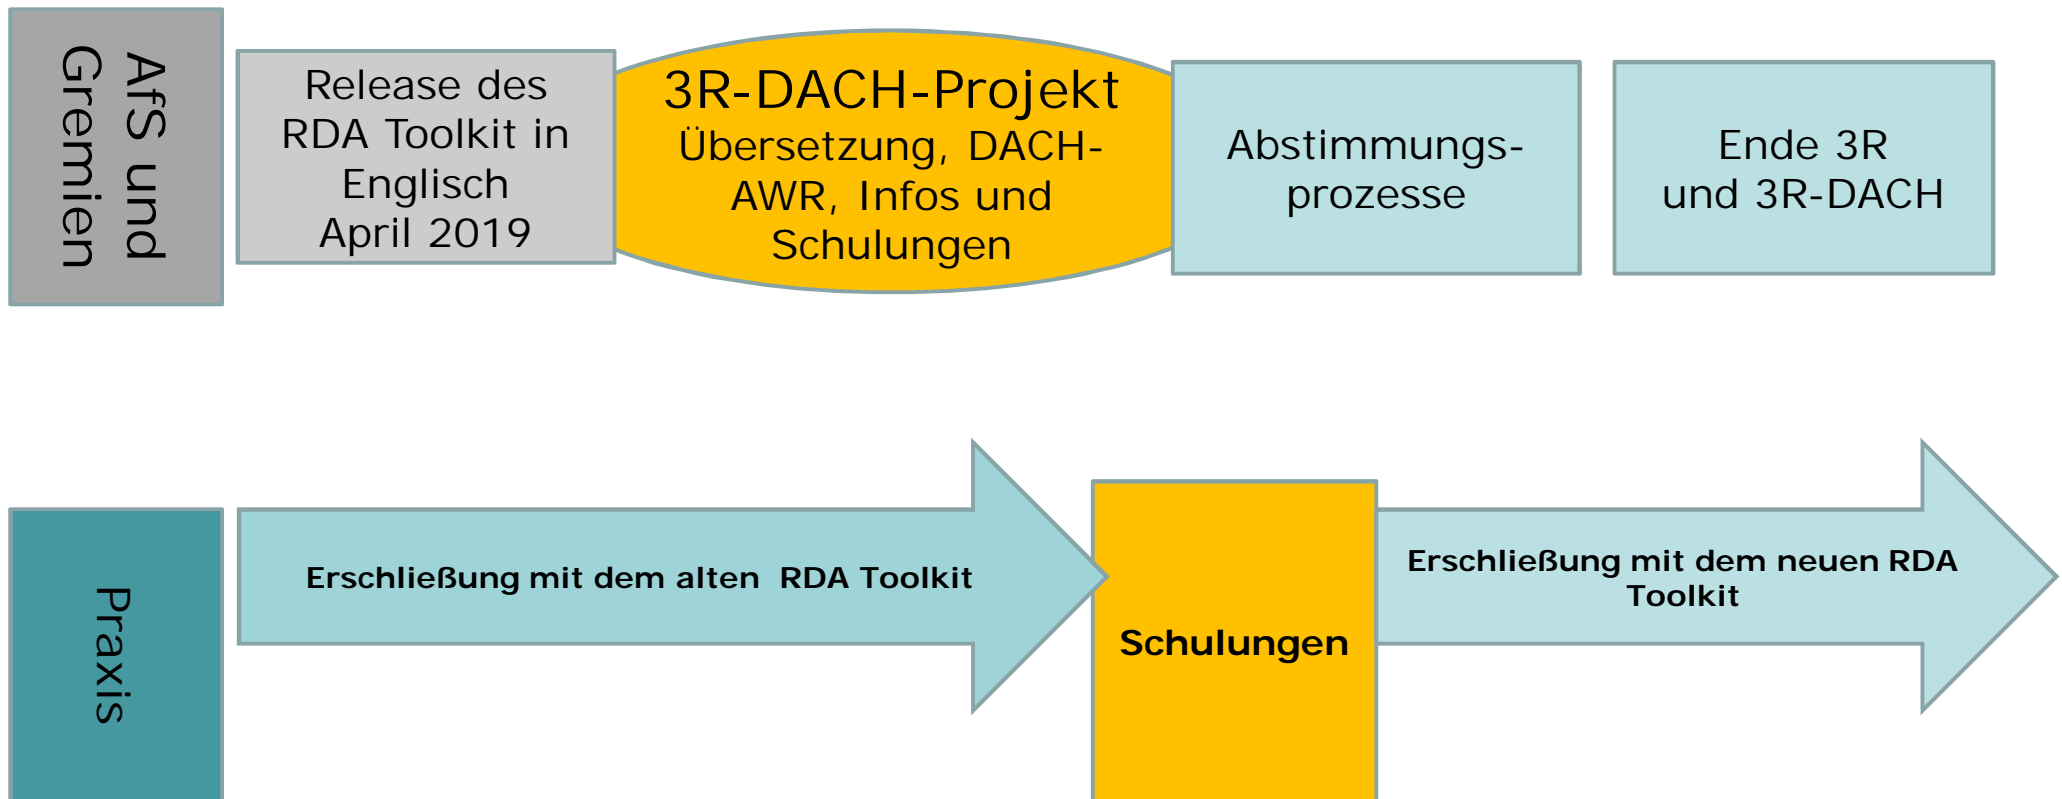 AfS und
Gremien
Release des
RDA Toolkit in
Englisch
April 2019
3R-DACH-Projekt
Übersetzung, DACH-
AWR, Infos und
Schulungen
Abstimmungs-
prozesse
Ende 3R
und 3R-DACH
Praxis
Erschließung mit dem alten RDA Toolkit
Schulungen
Erschließung mit dem neuen RDA
Toolkit